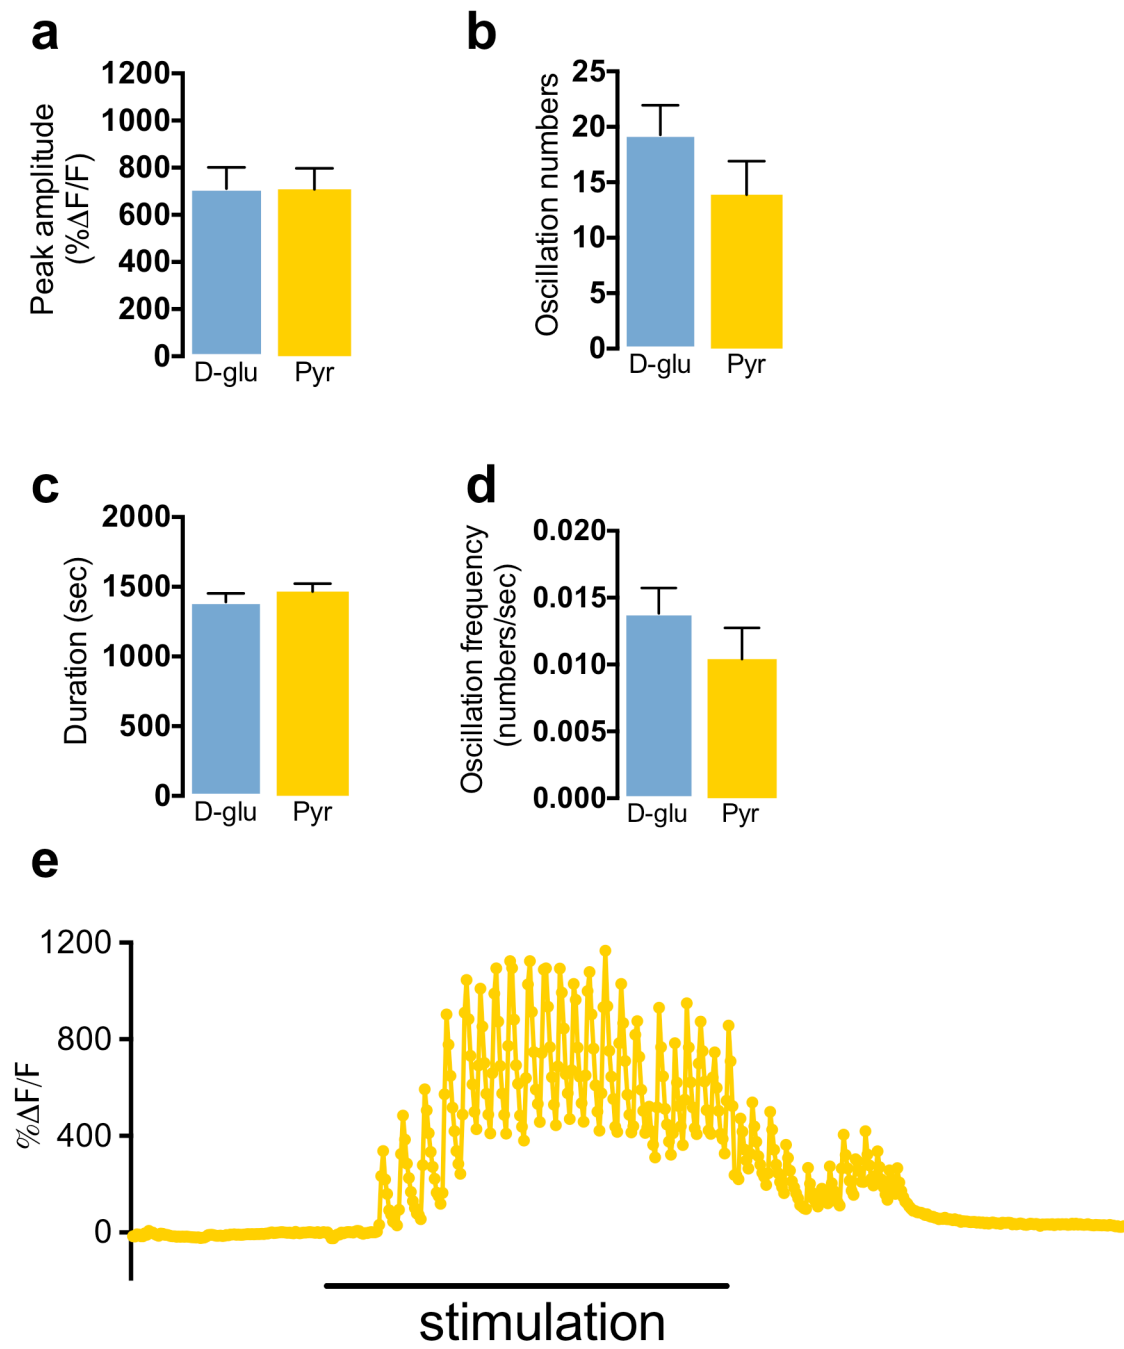 a
Peak amplitude
(%ΔF/F)
1200
1000
800
600
400
200
0
D-glu Pyr
b
Oscillation numbers
25
20
15
10
5
0
D-glu Pyr
c
Duration (sec)
2000
1500
1000
500
0
D-glu Pyr
d
Oscillation frequency
(numbers/sec)
0.020
0.015
0.010
0.005
0.000
D-glu Pyr
e
%ΔF/F
1200
800
400
0
stimulation